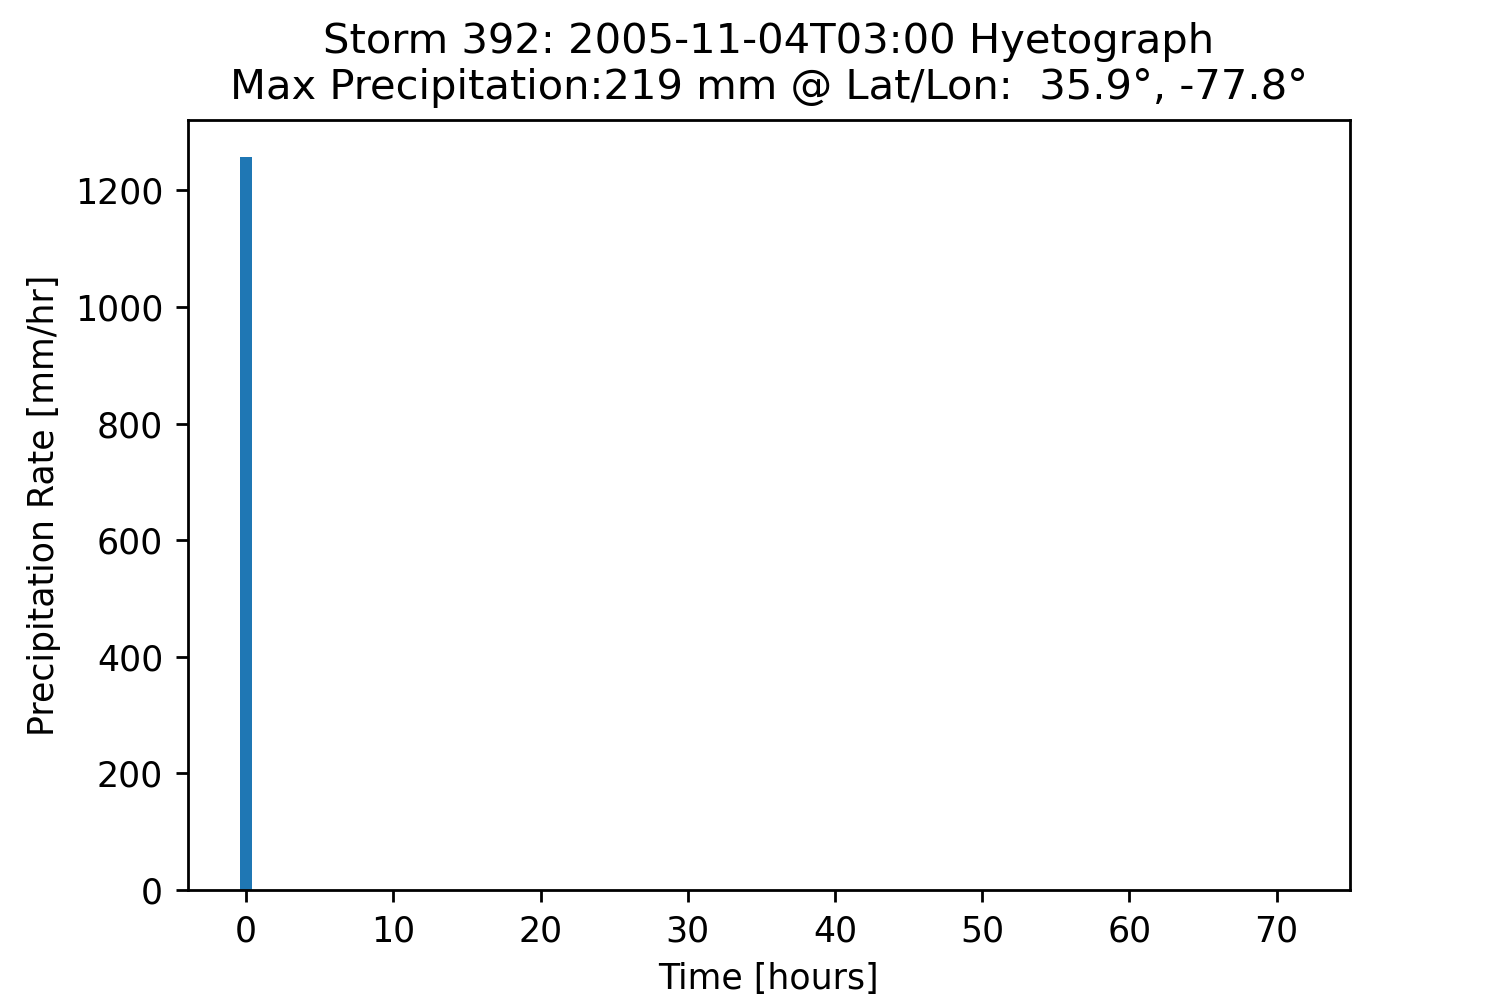 Storm 392: 2005-11-04T03:00 Hyetograph
Max Precipitation:219 mm @ Lat/Lon:  35.9°, -77.8°
Precipitation Rate [mm/hr]
1200
1000
800
600
400
200
0
0 10 20 30 40 50 60 70
Time [hours]